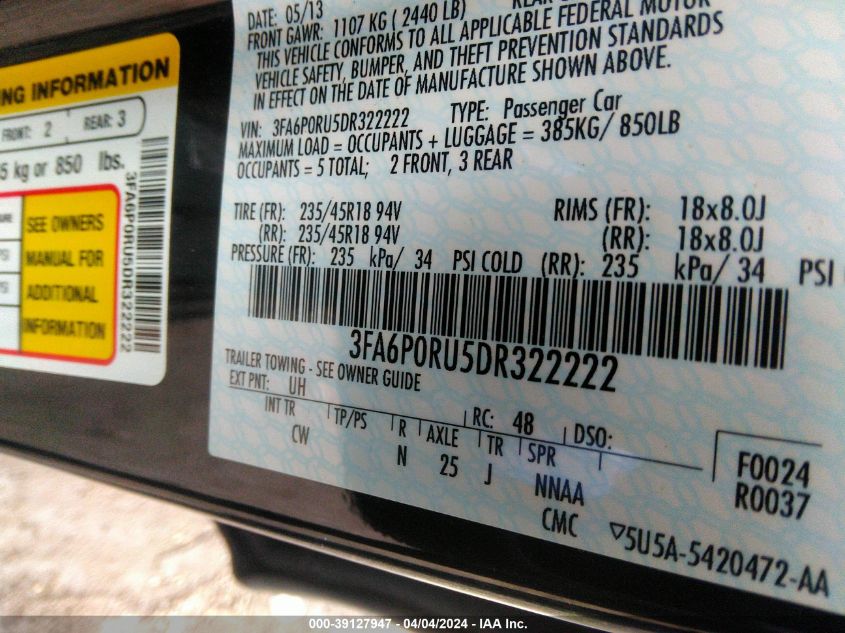 NG INFORMATION
FRONT: 2 REAR: 3
5 kg or 850 lbs.
SEE OWNERS
MANUAL FOR
ADDITIONAL
INFORMATION
3FA6P0RU5DR322222
DATE: 05/13
FRONT GAWR: 1107 KG ( 2440 LB)
THIS VEHICLE CONFORMS TO ALL APPLICABLE FEDERAL MOTOR
VEHICLE SAFETY, BUMPER, AND THEFT PREVENTION STANDARDS
IN EFFECT ON THE DATE OF MANUFACTURE SHOWN ABOVE.
VIN: 3FA6P0RU5DR322222 TYPE: Passenger Car
MAXIMUM LOAD = OCCUPANTS + LUGGAGE = 385KG/ 850LB
OCCUPANTS = 5 TOTAL; 2 FRONT, 3 REAR
TIRE (FR): 235/45R18 94V RIMS (FR): 18x8.0J
(RR): 235/45R18 94V (RR): 18x8.0J
PRESSURE (FR): 235 kPa/ 34 PSI COLD (RR): 235 kPa/ 34 PSI
3FA6P0RU5DR322222
TRAILER TOWING - SEE OWNER GUIDE
EXT PNT: UH RC: 48 DSO:
INT TR TP/PS R AXLE TR SPR
CW N 25 J NNAA
CMC
F0024
R0037
▽5U5A-5420472-AA
000-39127947 - 04/04/2024 - IAA Inc.